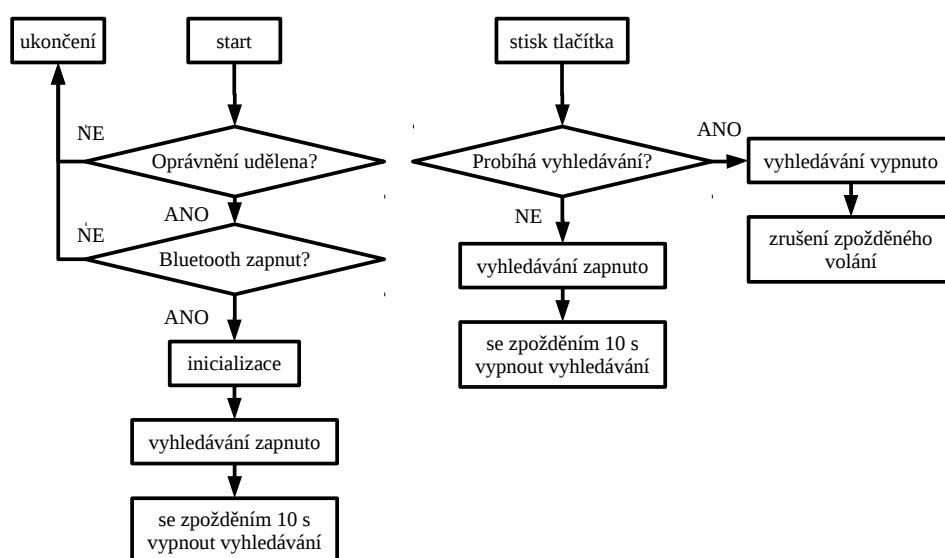 ukončení
start
NE
Oprávnění udělena?
ANO
NE
Bluetooth zapnut?
ANO
inicializace
vyhledávání zapnuto
se zpožděním 10 s
vypnout vyhledávání
stisk tlačítka
ANO
Probíhá vyhledávání?
vyhledávání vypnuto
NE
zrušení zpožděného
volání
vyhledávání zapnuto
se zpožděním 10 s
vypnout vyhledávání